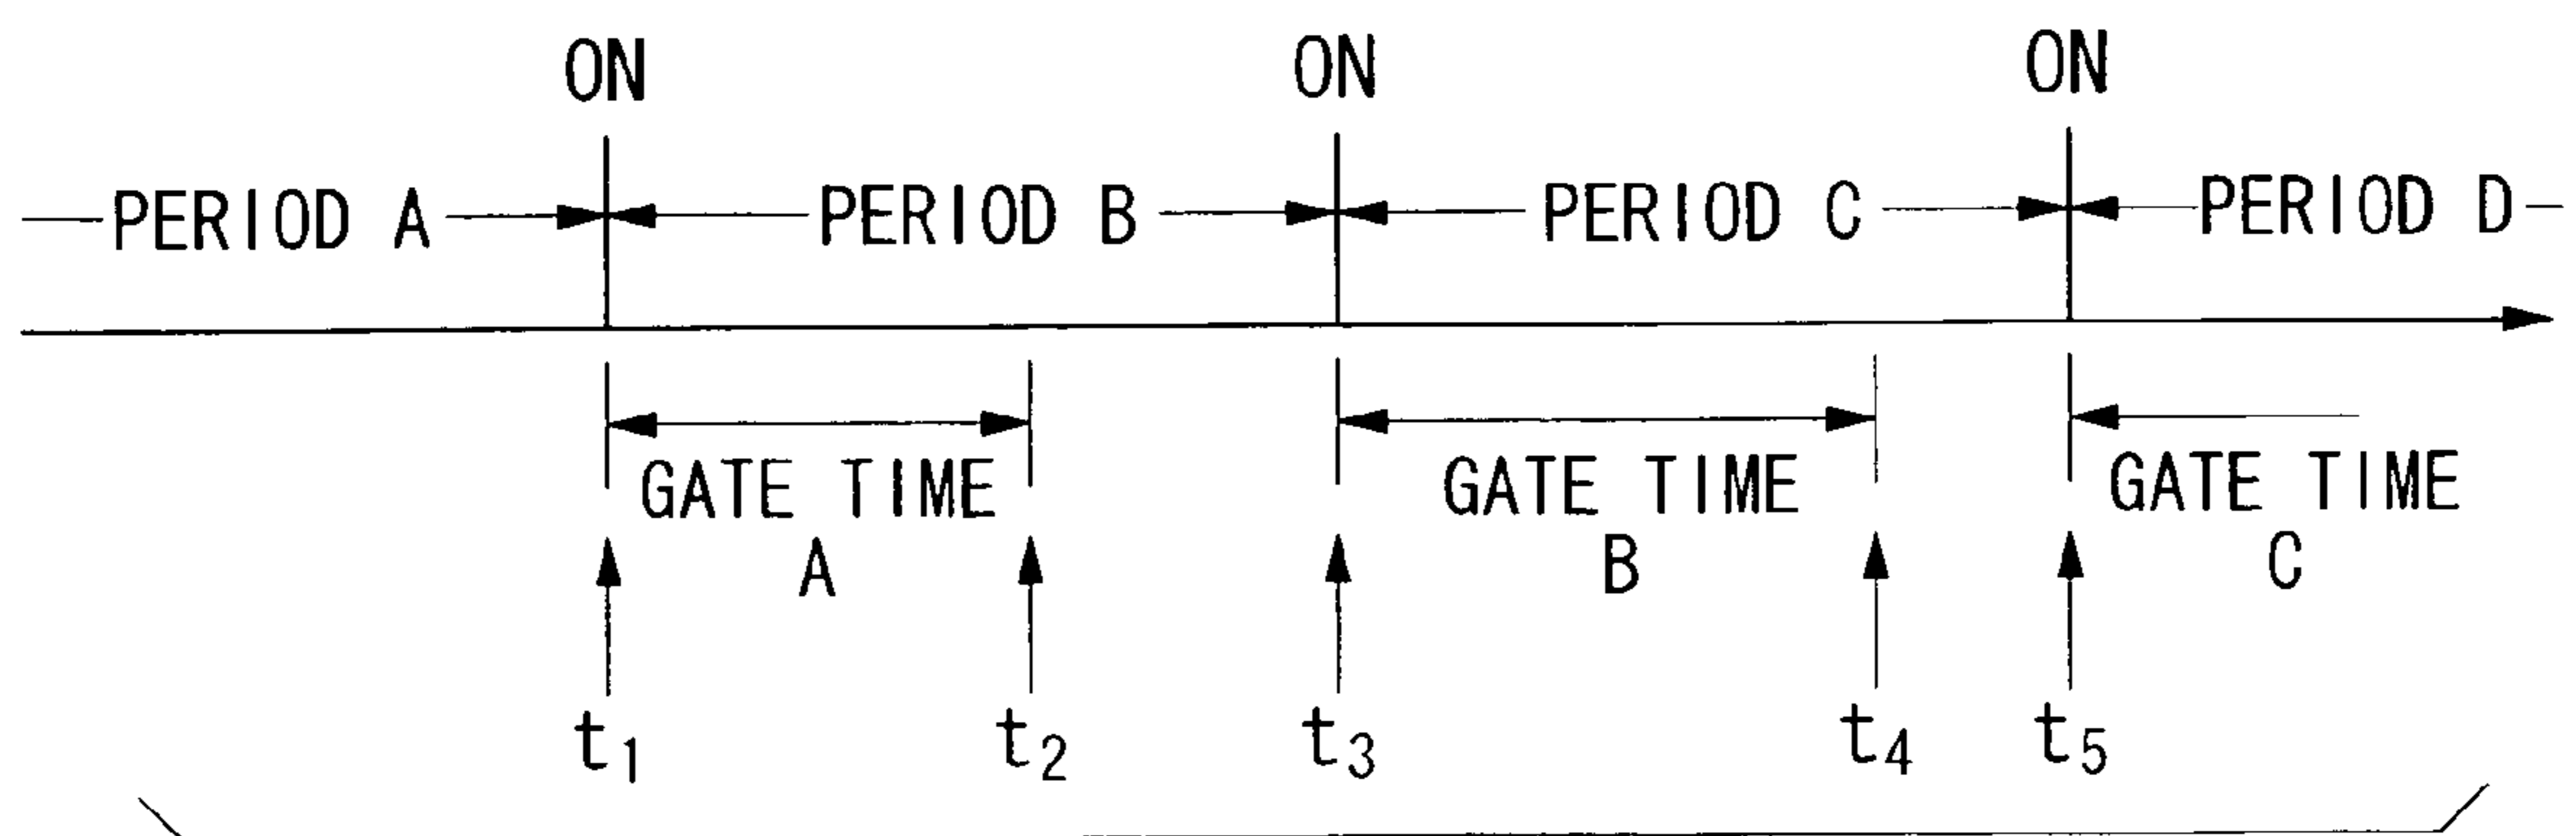 ON ON ON
PERIOD A PERIOD B PERIOD C PERIOD D
GATE TIME A GATE TIME B GATE TIME C
t1 t2 t3 t4 t5